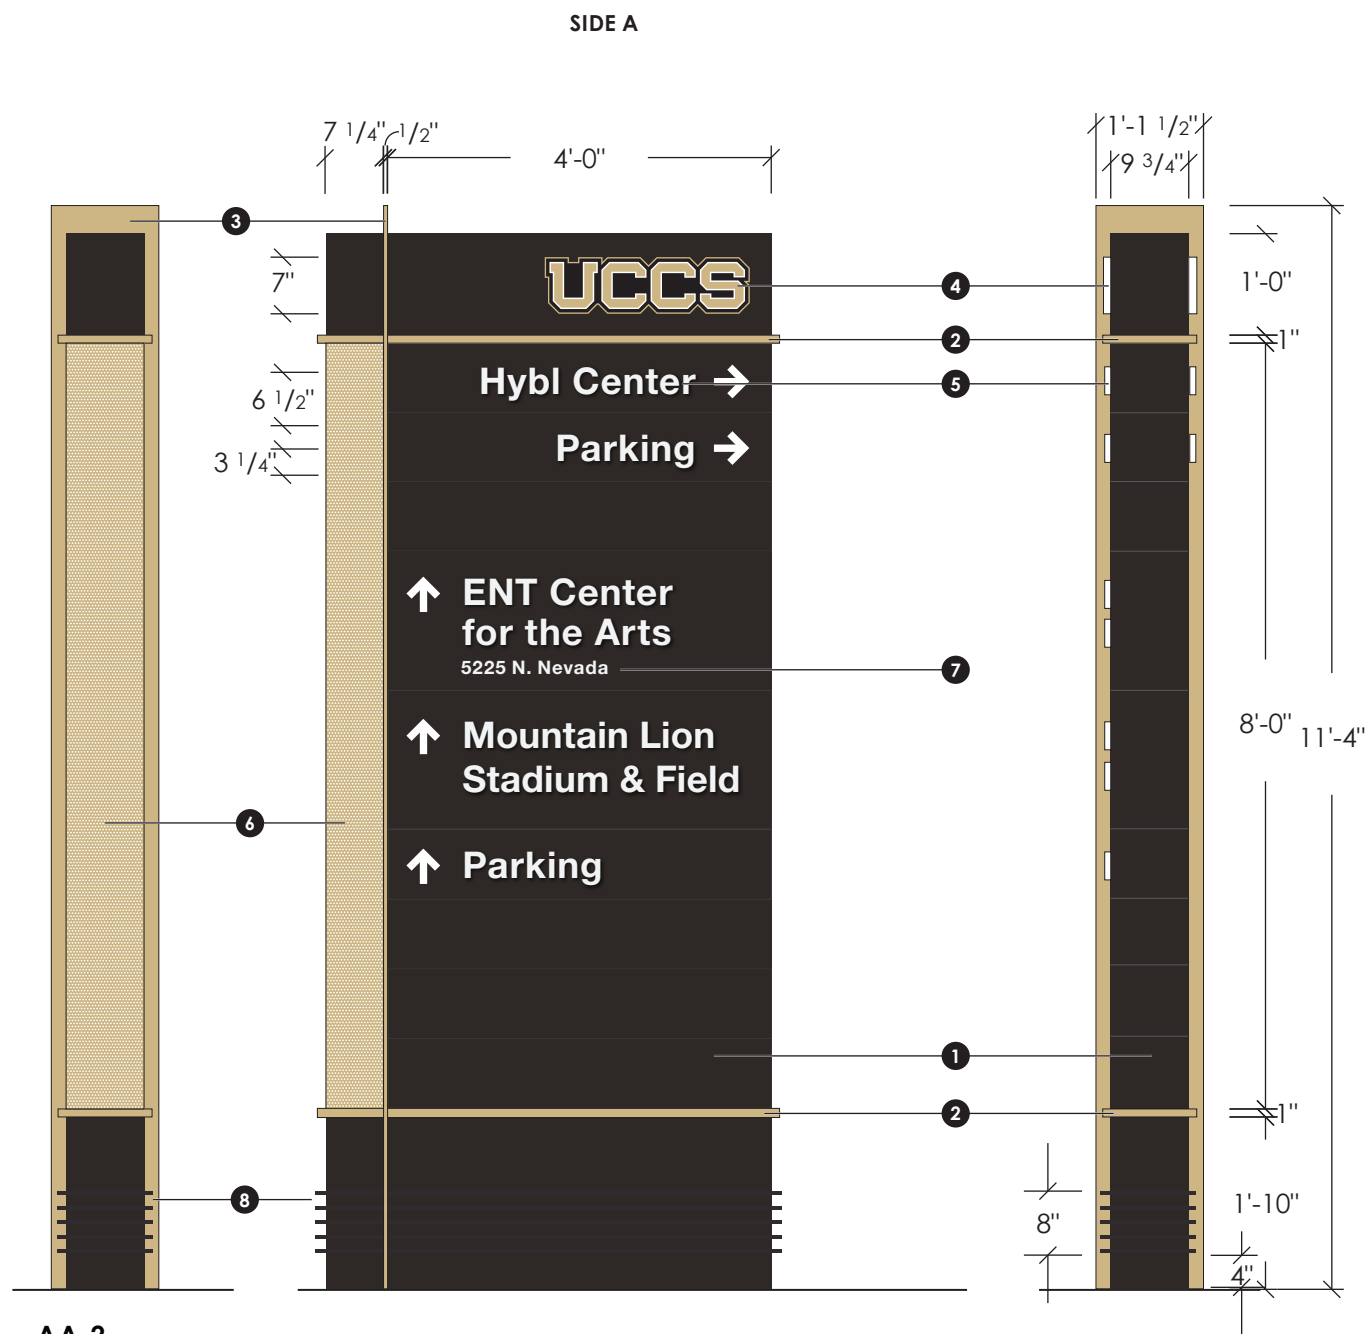 SIDE A
7 1/4"
1/2"
4'-0"
1'-1 1/2"
9 3/4"
3
7"
UCCS
4
1'-0"
2
1"
Hybl Center →
5
6 1/2"
Parking →
3 1/4"
↑ ENT Center
for the Arts
5225 N. Nevada
7
↑ Mountain Lion
Stadium & Field
8'-0"
11'-4"
6
↑ Parking
1
2
1"
8
8"
1'-10"
4"